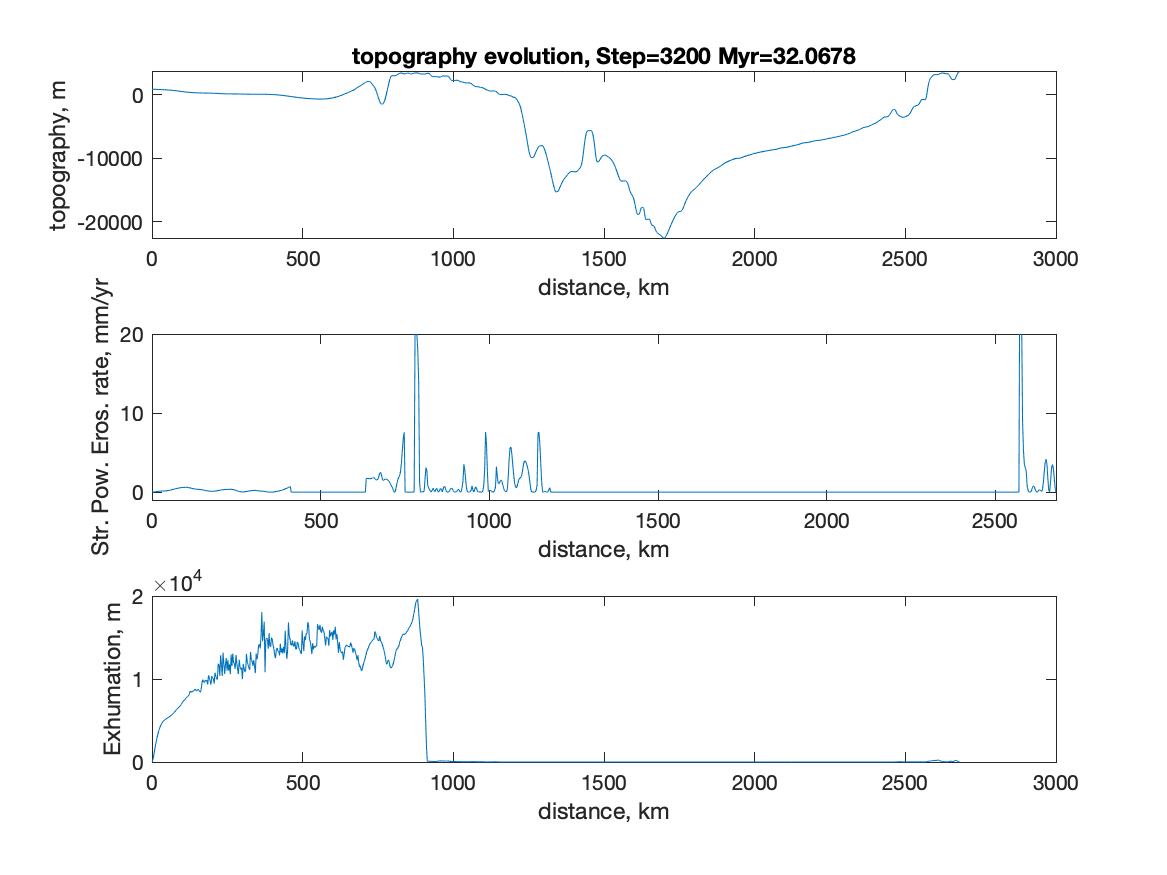 topography evolution, Step=3200 Myr=32.0678
topography, m
0
-10000
-20000
0 500 1000 1500 2000 2500 3000
distance, km
Str. Pow. Eros. rate, mm/yr
20
10
0
0 500 1000 1500 2000 2500
distance, km
×10⁴
Exhumation, m
2
1
0
0 500 1000 1500 2000 2500 3000
distance, km